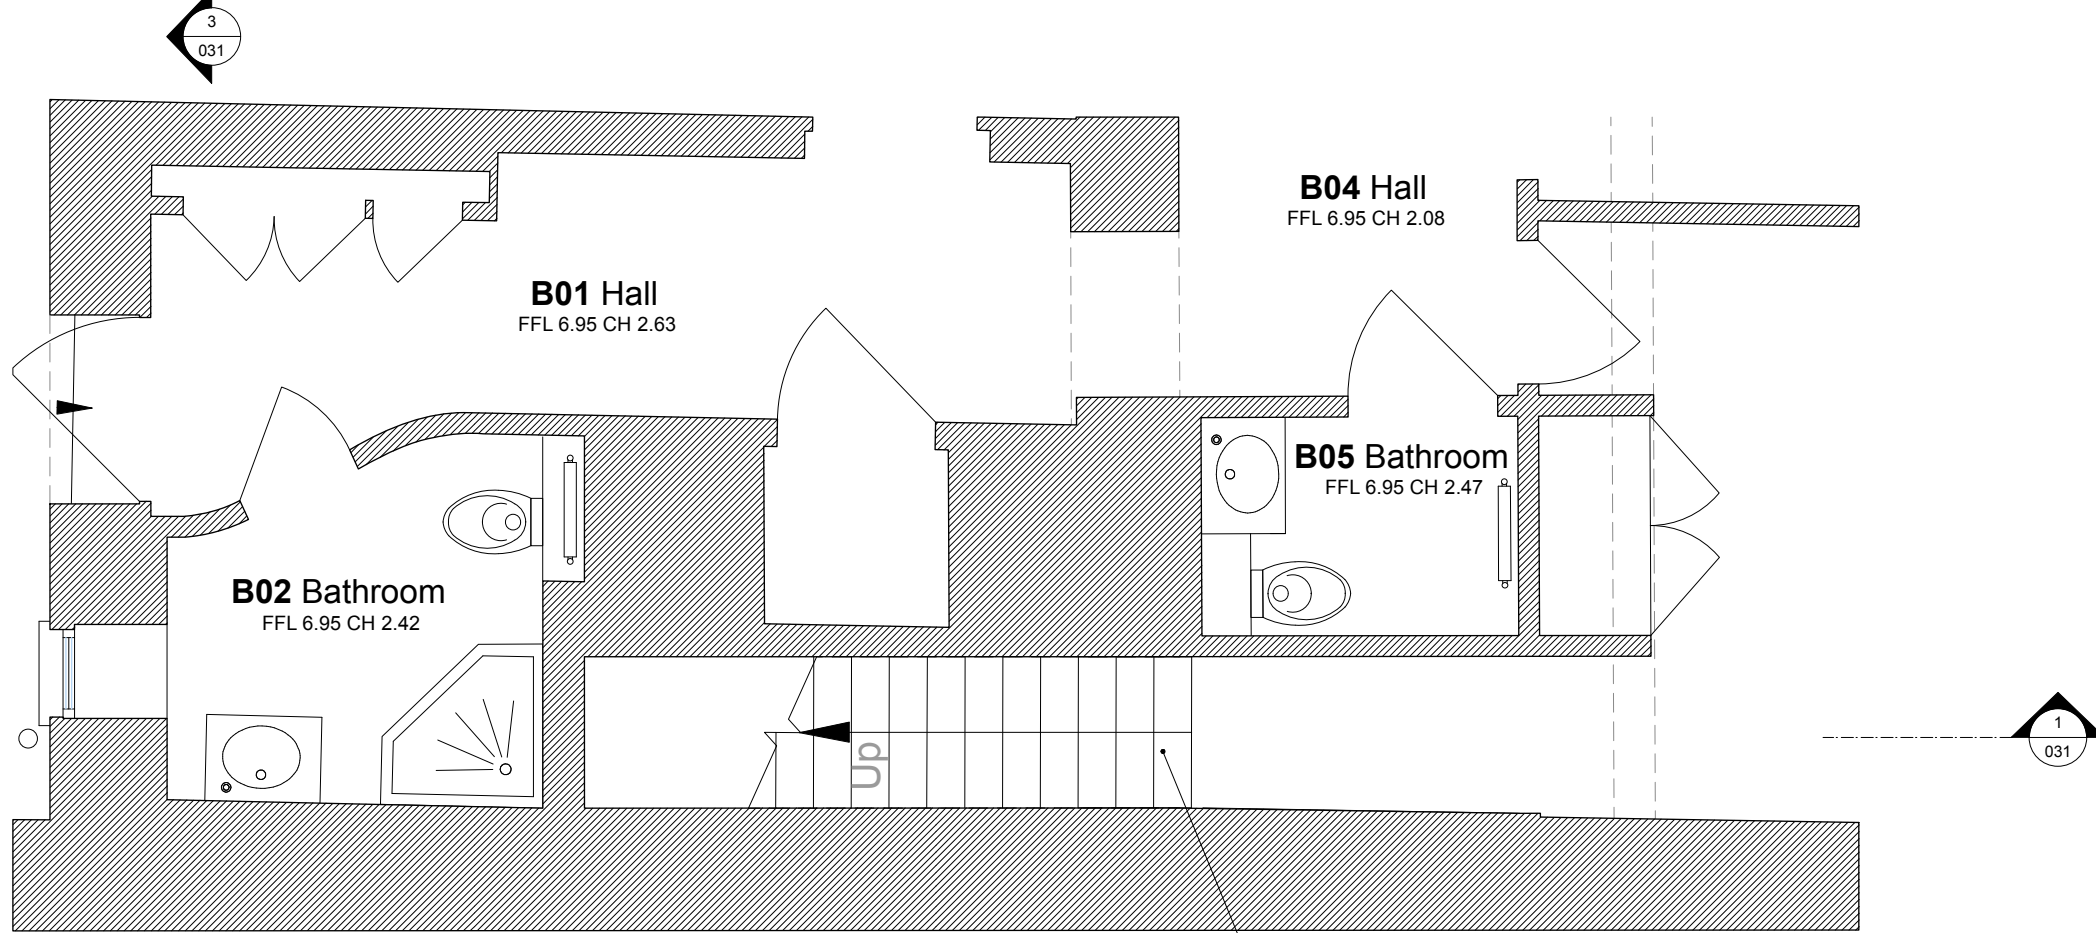 3
031
B04 Hall
FFL 6.95 CH 2.08
B01 Hall
FFL 6.95 CH 2.63
B05 Bathroom
FFL 6.95 CH 2.47
B02 Bathroom
FFL 6.95 CH 2.42
Up
1
031